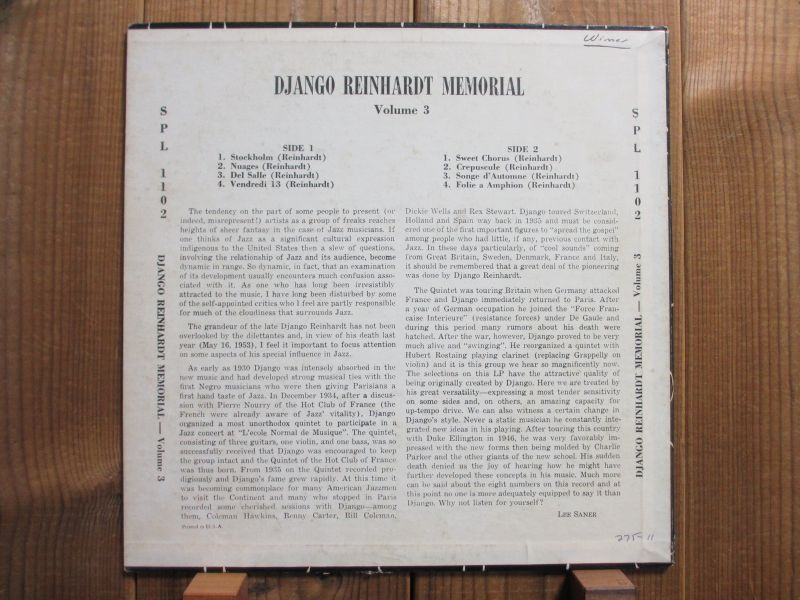 Winer
DJANGO REINHARDT MEMORIAL
Volume 3
SPL 1102
DJANGO REINHARDT MEMORIAL — Volume 3
SIDE 1
1. Stockholm (Reinhardt)
2. Nuages (Reinhardt)
3. Del Salle (Reinhardt)
4. Vendredi 13 (Reinhardt)
SIDE 2
1. Sweet Chorus (Reinhardt)
2. Crepuscule (Reinhardt)
3. Songe d'Automne (Reinhardt)
4. Folie a Amphion (Reinhardt)
The tendency on the part of some people to present (or
indeed, misrepresent!) artists as a group of freaks reaches
heights of sheer fantasy in the case of Jazz musicians. If
one thinks of Jazz as a significant cultural expression
indigenous to the United States then a slew of questions,
involving the relationship of Jazz and its audience, become
dynamic in range. So dynamic, in fact, that an examination
of its development usually encounters much confusion asso-
ciated with it. As one who has long been irresistibly
attracted to the music, I have long been disturbed by some
of the self-appointed critics who I feel are partly responsible
for much of the cloudiness that surrounds Jazz.
The grandeur of the late Django Reinhardt has not been
overlooked by the dilettantes and, in view of his death last
year (May 16, 1953), I feel it important to focus attention
on some aspects of his special influence in Jazz.
As early as 1930 Django was intensely absorbed in the
new music and had developed strong musical ties with the
first Negro musicians who were then giving Parisians a
first hand taste of Jazz. In December 1934, after a discus-
sion with Pierre Nourry of the Hot Club of France (the
French were already aware of Jazz' vitality), Django
organized a most unorthodox quintet to participate in a
Jazz concert at "L'ecole Normal de Musique". The quintet,
consisting of three guitars, one violin, and one bass, was so
successfully received that Django was encouraged to keep
the group intact and the Quintet of the Hot Club of France
was thus born. From 1935 on the Quintet recorded pro-
digiously and Django's fame grew rapidly. At this time it
was becoming commonplace for many American Jazzmen
to visit the Continent and many who stopped in Paris
recorded some cherished sessions with Django—among
them, Coleman Hawkins, Benny Carter, Bill Coleman,
Printed in U.S.A.
Dickie Wells and Rex Stewart. Django toured Switzerland,
Holland and Spain way back in 1935 and must be consid-
ered one of the first important figures to "spread the gospel"
among people who had little, if any, previous contact with
Jazz. In these days particularly, of "cool sounds" coming
from Great Britain, Sweden, Denmark, France and Italy,
it should be remembered that a great deal of the pioneering
was done by Django Reinhardt.
The Quintet was touring Britain when Germany attacked
France and Django immediately returned to Paris. After
a year of German occupation he joined the "Force Fran-
caise Interieure" (resistance forces) under De Gaule and
during this period many rumors about his death were
hatched. After the war, however, Django proved to be very
much alive and "swinging". He reorganized a quintet with
Hubert Rostaing playing clarinet (replacing Grappelly on
violin) and it is this group we hear so magnificently now.
The selections on this LP have the attractive quality of
being originally created by Django. Here we are treated by
his great versatility—expressing a most tender sensitivity
on some sides and, on others, an amazing capacity for
up-tempo drive. We can also witness a certain change in
Django's style. Never a static musician he constantly inte-
grated new ideas in his playing. After touring this country
with Duke Ellington in 1946, he was very favorably im-
pressed with the new forms then being molded by Charlie
Parker and the other giants of the new school. His sudden
death denied us the joy of hearing how he might have
further developed these concepts in his music. Much more
can be said about the eight numbers on this record and at
this point no one is more adequately equipped to say it than
Django. Why not listen for yourself?
LEE SANER
SPL 1102
DJANGO REINHARDT MEMORIAL — Volume 3
275-11